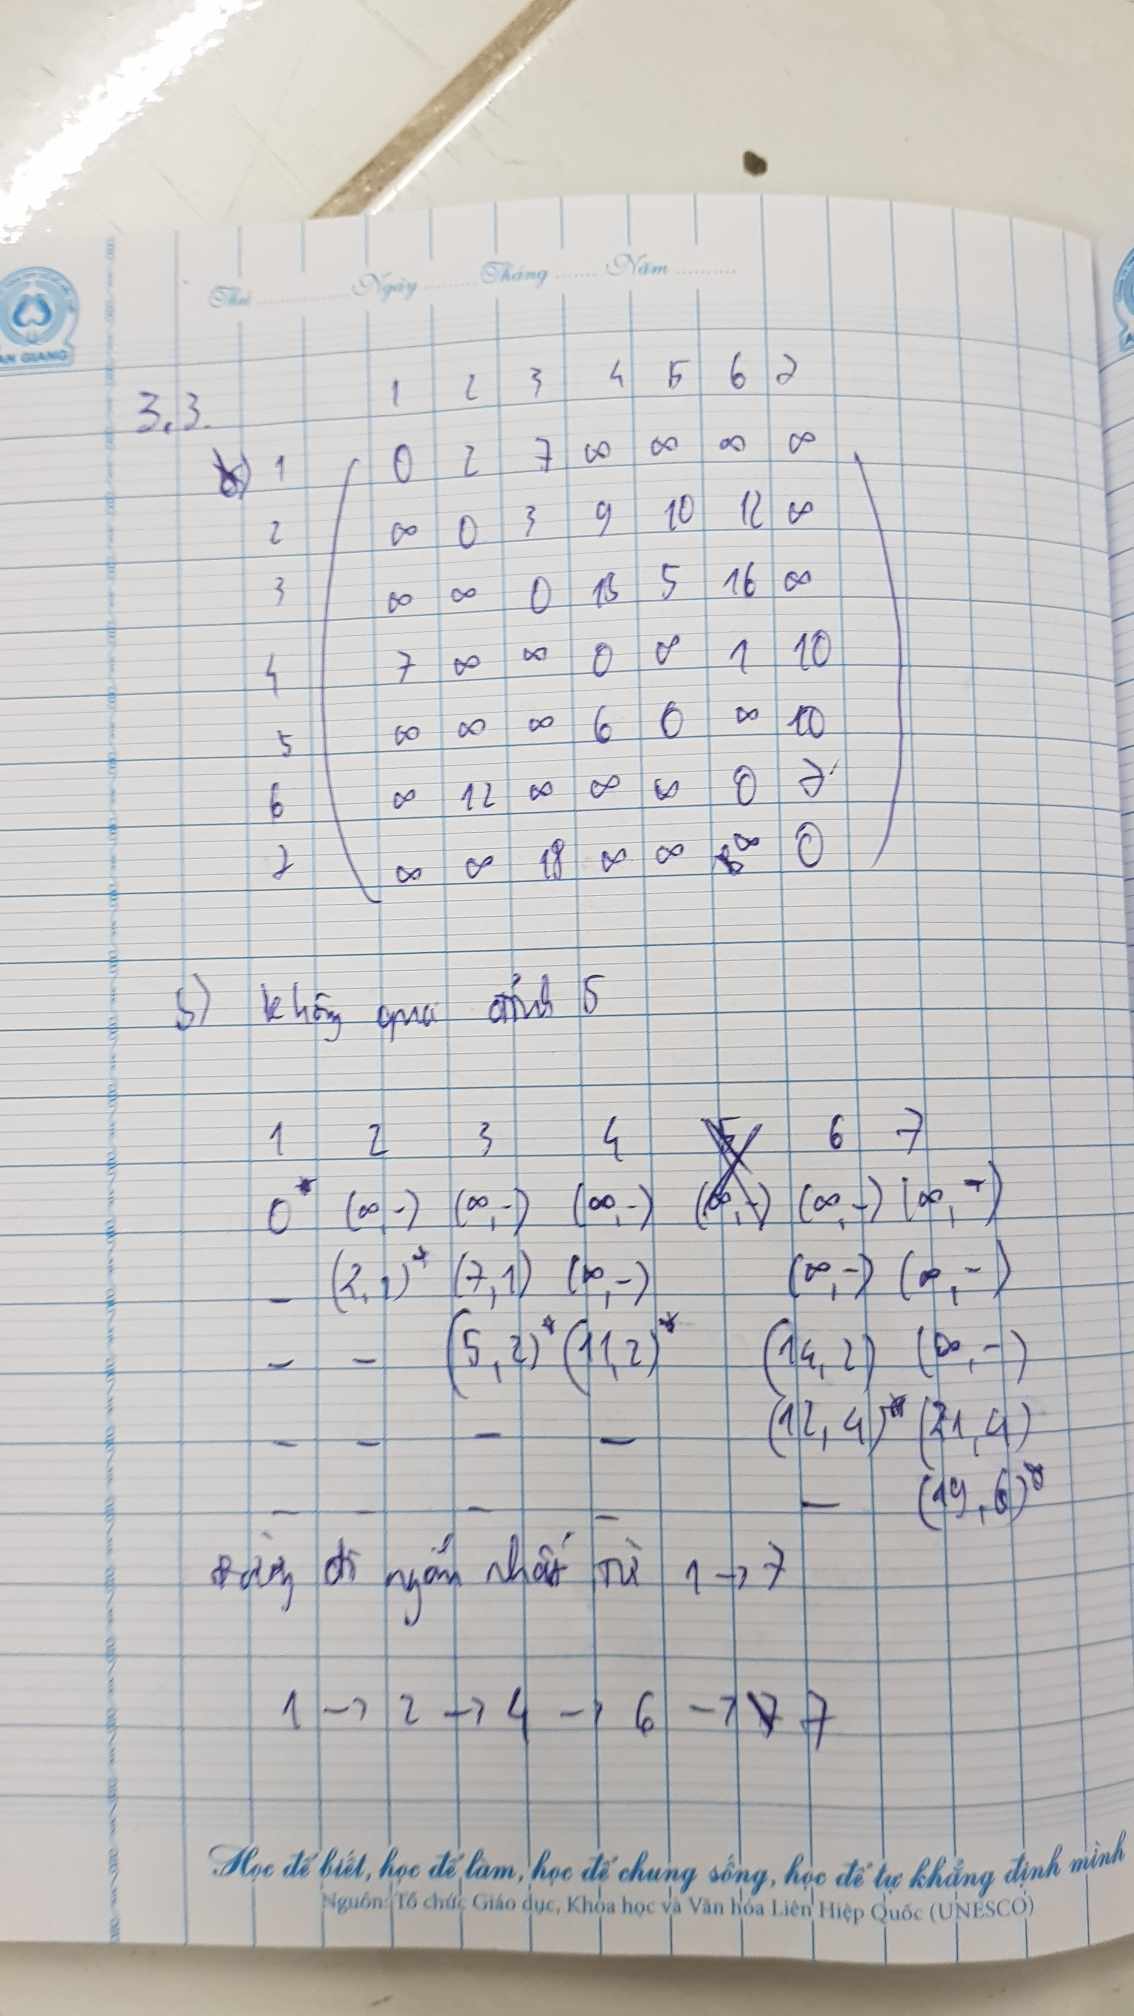 Thứ ............ Ngày ........ Tháng ....... Năm ..........
AN GIANG
3.3. 1 2 3 4 5 6 7
1 0 2 7 ∞ ∞ ∞ ∞
2 ∞ 0 3 9 10 12 ∞
3 ∞ ∞ 0 13 5 16 ∞
4 7 ∞ ∞ 0 ∞ 1 10
5 ∞ ∞ ∞ 6 0 ∞ 10
6 ∞ 12 ∞ ∞ ∞ 0 7
7 ∞ ∞ 18 ∞ ∞ ∞ 0
b) không qua đỉnh 5
1 2 3 4 5 6 7
0* (∞,-) (∞,-) (∞,-) (∞,-) (∞,-) (∞,-)
- (2,1)* (7,1) (∞,-) (∞,-) (∞,-)
- - (5,2)* (11,2)* (14,2) (∞,-)
- - - - (12,4)* (21,4)
- - - - - (19,6)*
đường đi ngắn nhất từ 1 → 7
1 → 2 → 4 → 6 → 7
Học để biết, học để làm, học để chung sống, học để tự khẳng định mình
Nguồn: Tổ chức Giáo dục, Khoa học và Văn hóa Liên Hiệp Quốc (UNESCO)